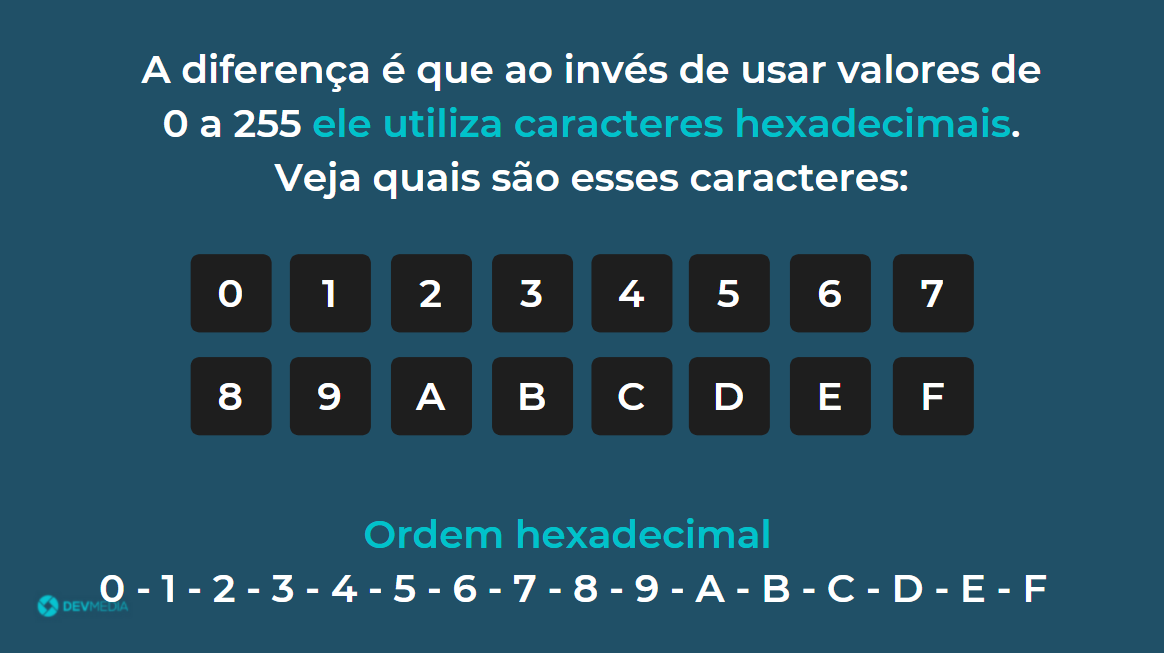 A diferença é que ao invés de usar valores de
0 a 255 ele utiliza caracteres hexadecimais.
Veja quais são esses caracteres:
0 1 2 3 4 5 6 7
8 9 A B C D E F
Ordem hexadecimal
0 - 1 - 2 - 3 - 4 - 5 - 6 - 7 - 8 - 9 - A - B - C - D - E - F
DEVMEDIA